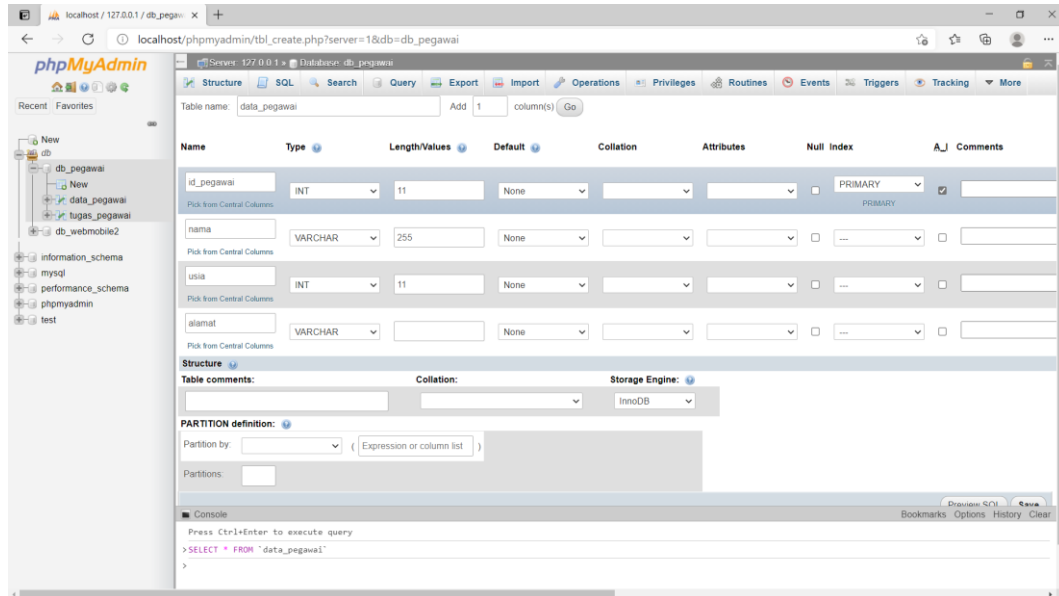 localhost / 127.0.0.1 / db_pegaw
localhost/phpmyadmin/tbl_create.php?server=1&db=db_pegawai
phpMyAdmin
Recent Favorites
New
db
db_pegawai
New
data_pegawai
tugas_pegawai
db_webmobile2
information_schema
mysql
performance_schema
phpmyadmin
test
Server: 127.0.0.1 » Database: db_pegawai
Structure SQL Search Query Export Import Operations Privileges Routines Events Triggers Tracking More
Table name: data_pegawai Add 1 column(s) Go
Name Type Length/Values Default Collation Attributes Null Index A_I Comments
id_pegawai INT 11 None PRIMARY
Pick from Central Columns PRIMARY
nama VARCHAR 255 None ---
Pick from Central Columns
usia INT 11 None ---
Pick from Central Columns
alamat VARCHAR None ---
Pick from Central Columns
Structure
Table comments: Collation: Storage Engine:
InnoDB
PARTITION definition:
Partition by: ( Expression or column list )
Partitions:
Preview SQL Save
Console Bookmarks Options History Clear
Press Ctrl+Enter to execute query
>SELECT * FROM `data_pegawai`
>